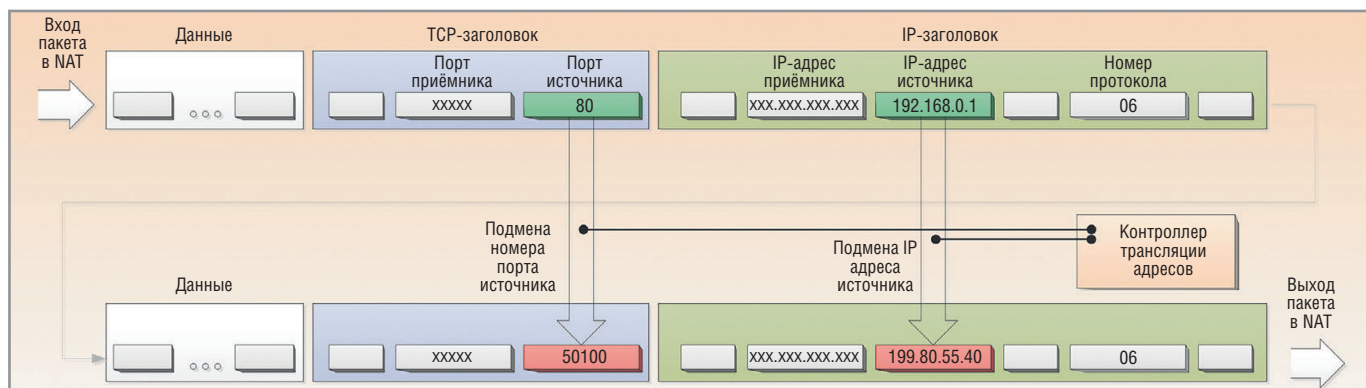 Вход
пакета
в NAT
Данные
TCP-заголовок
IP-заголовок
Порт
приёмника
Порт
источника
IP-адрес
приёмника
IP-адрес
источника
Номер
протокола
xxxxx
80
xxx.xxx.xxx.xxx
192.168.0.1
06
Подмена
номера
порта
источника
Подмена IP
адреса
источника
Контроллер
трансляции
адресов
Данные
Выход
пакета
в NAT
xxxxx
50100
xxx.xxx.xxx.xxx
199.80.55.40
06